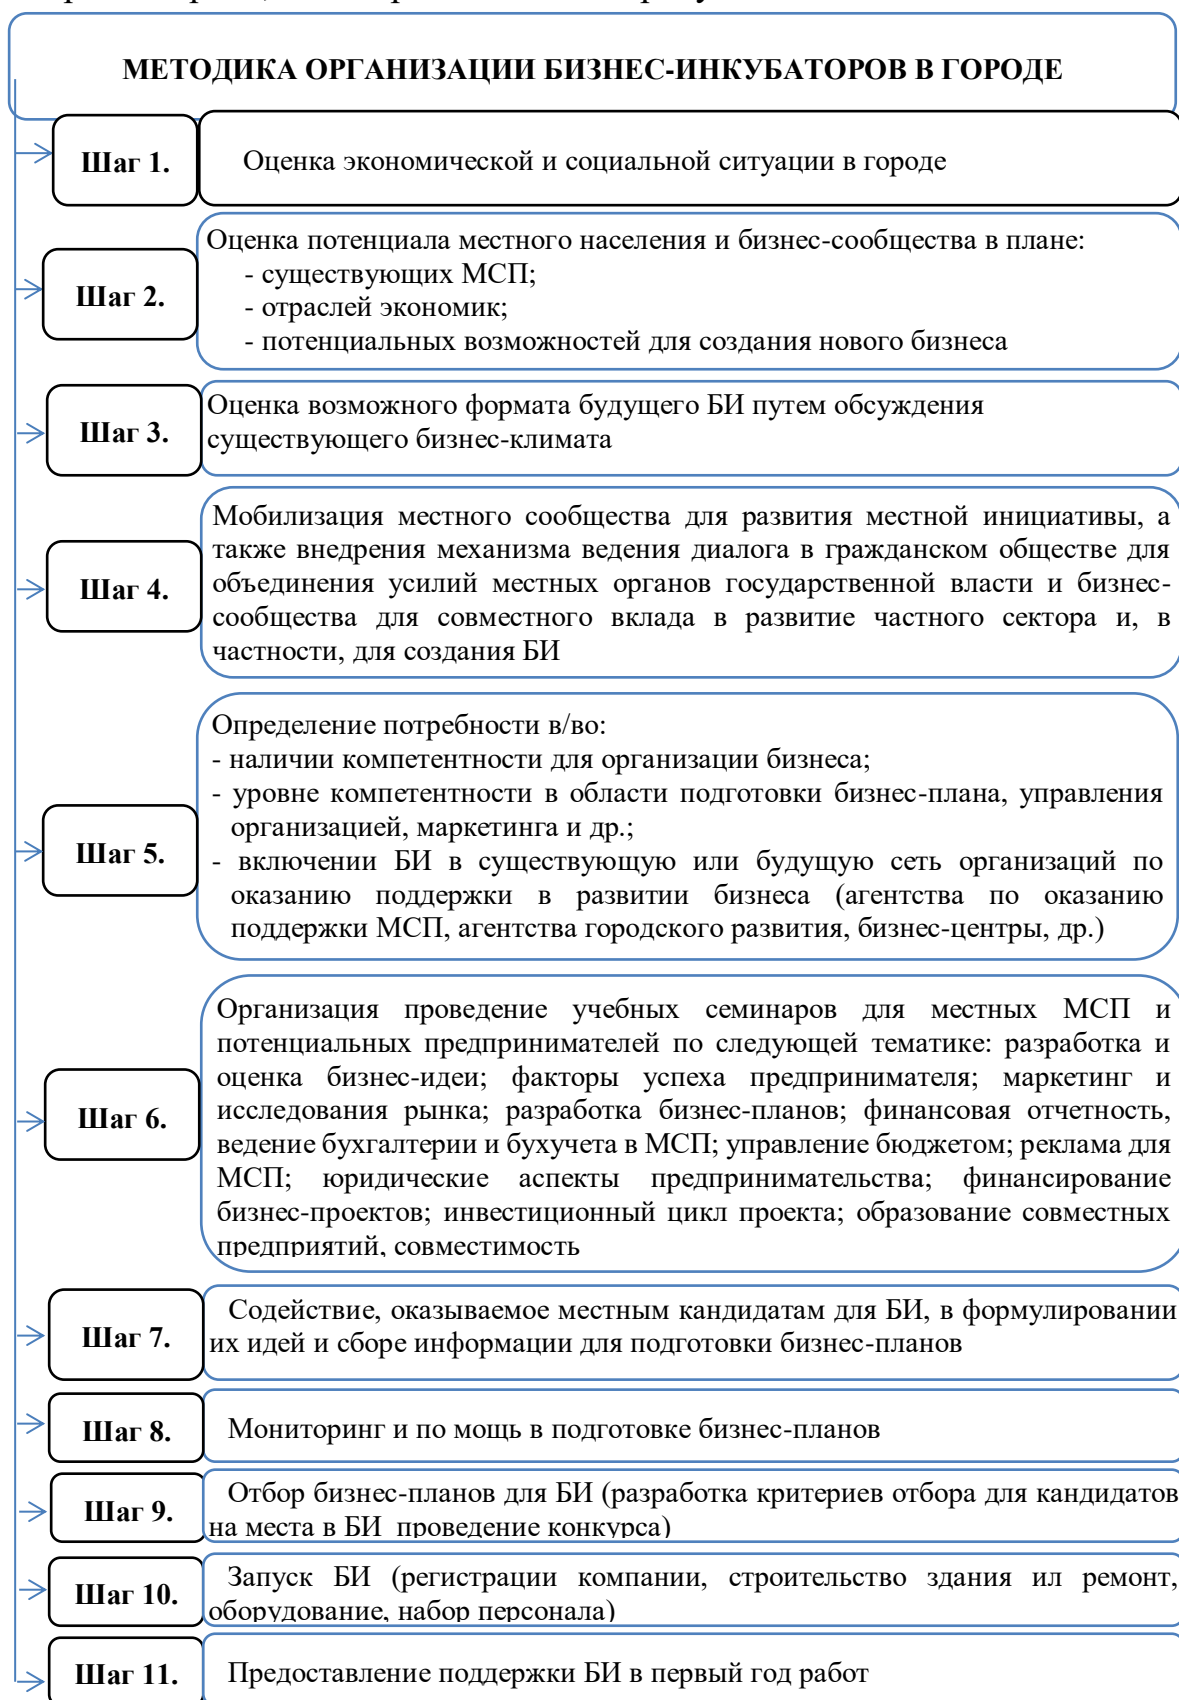 МЕТОДИКА ОРГАНИЗАЦИИ БИЗНЕС-ИНКУБАТОРОВ В ГОРОДЕ
Шаг 1.
Оценка экономической и социальной ситуации в городе
Шаг 2.
Оценка потенциала местного населения и бизнес-сообщества в плане:
- существующих МСП;
- отраслей экономик;
- потенциальных возможностей для создания нового бизнеса
Шаг 3.
Оценка возможного формата будущего БИ путем обсуждения
существующего бизнес-климата
Шаг 4.
Мобилизация местного сообщества для развития местной инициативы, а
также внедрения механизма ведения диалога в гражданском обществе для
объединения усилий местных органов государственной власти и бизнес-
сообщества для совместного вклада в развитие частного сектора и, в
частности, для создания БИ
Шаг 5.
Определение потребности в/во:
- наличии компетентности для организации бизнеса;
- уровне компетентности в области подготовки бизнес-плана, управления
организацией, маркетинга и др.;
- включении БИ в существующую или будущую сеть организаций по
оказанию поддержки в развитии бизнеса (агентства по оказанию
поддержки МСП, агентства городского развития, бизнес-центры, др.)
Шаг 6.
Организация проведение учебных семинаров для местных МСП и
потенциальных предпринимателей по следующей тематике: разработка и
оценка бизнес-идеи; факторы успеха предпринимателя; маркетинг и
исследования рынка; разработка бизнес-планов; финансовая отчетность,
ведение бухгалтерии и бухучета в МСП; управление бюджетом; реклама для
МСП; юридические аспекты предпринимательства; финансирование
бизнес-проектов; инвестиционный цикл проекта; образование совместных
предприятий, совместимость
Шаг 7.
Содействие, оказываемое местным кандидатам для БИ, в формулировании
их идей и сборе информации для подготовки бизнес-планов
Шаг 8.
Мониторинг и по мощь в подготовке бизнес-планов
Шаг 9.
Отбор бизнес-планов для БИ (разработка критериев отбора для кандидатов
на места в БИ проведение конкурса)
Шаг 10.
Запуск БИ (регистрации компании, строительство здания ил ремонт,
оборудование, набор персонала)
Шаг 11.
Предоставление поддержки БИ в первый год работ